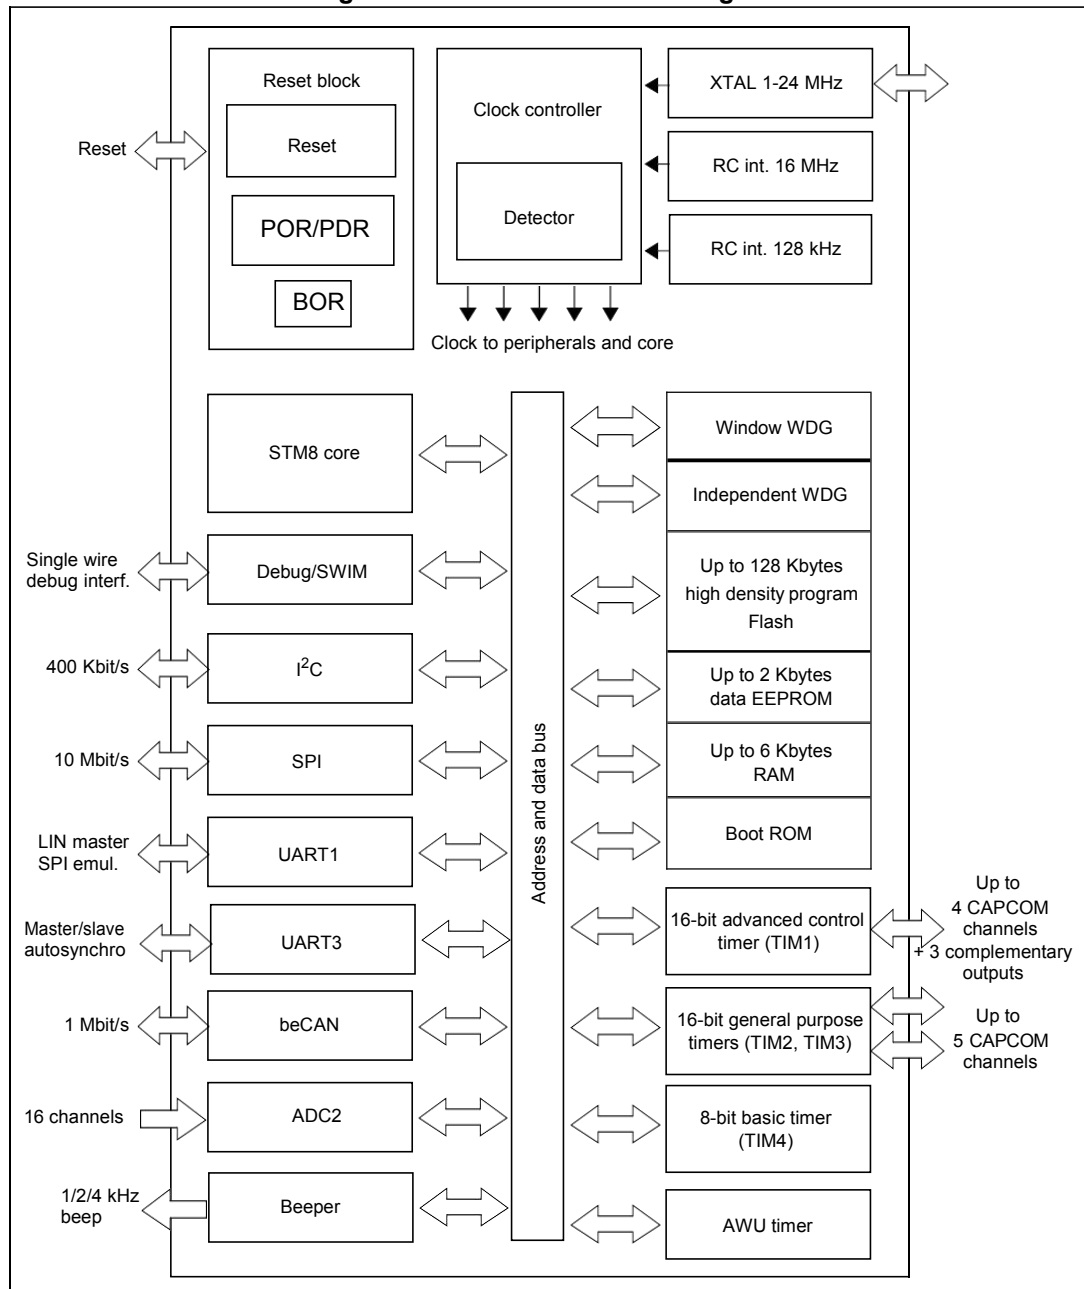 Reset block
Reset
POR/PDR
BOR
Reset
Clock controller
Detector
XTAL 1-24 MHz
RC int. 16 MHz
RC int. 128 kHz
Clock to peripherals and core
STM8 core
Single wire
debug interf.
Debug/SWIM
400 Kbit/s
I²C
10 Mbit/s
SPI
LIN master
SPI emul.
UART1
Master/slave
autosynchro
UART3
1 Mbit/s
beCAN
16 channels
ADC2
1/2/4 kHz
beep
Beeper
Address and data bus
Window WDG
Independent WDG
Up to 128 Kbytes
high density program
Flash
Up to 2 Kbytes
data EEPROM
Up to 6 Kbytes
RAM
Boot ROM
16-bit advanced control
timer (TIM1)
Up to
4 CAPCOM
channels
+ 3 complementary
outputs
16-bit general purpose
timers (TIM2, TIM3)
Up to
5 CAPCOM
channels
8-bit basic timer
(TIM4)
AWU timer